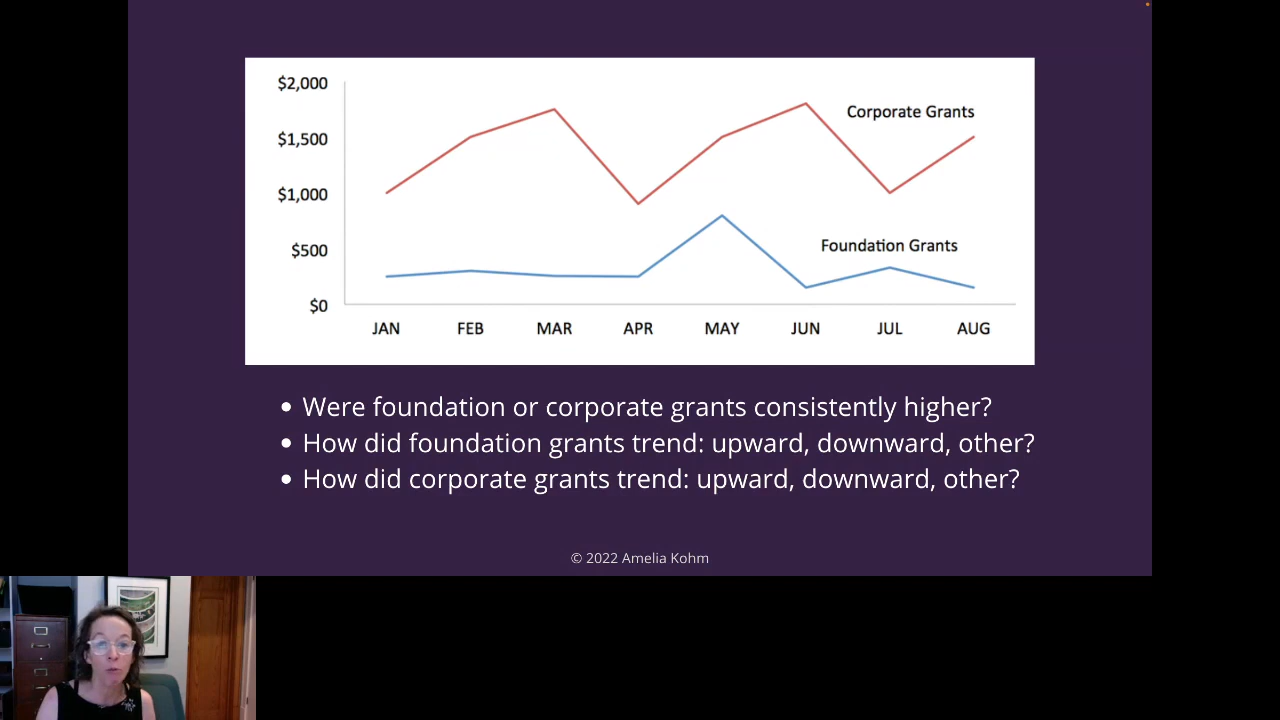 $2,000
Corporate Grants
$1,500
$1,000
$500
Foundation Grants
$0
JAN FEB MAR APR MAY JUN JUL AUG
• Were foundation or corporate grants consistently higher?
• How did foundation grants trend: upward, downward, other?
• How did corporate grants trend: upward, downward, other?
© 2022 Amelia Kohm